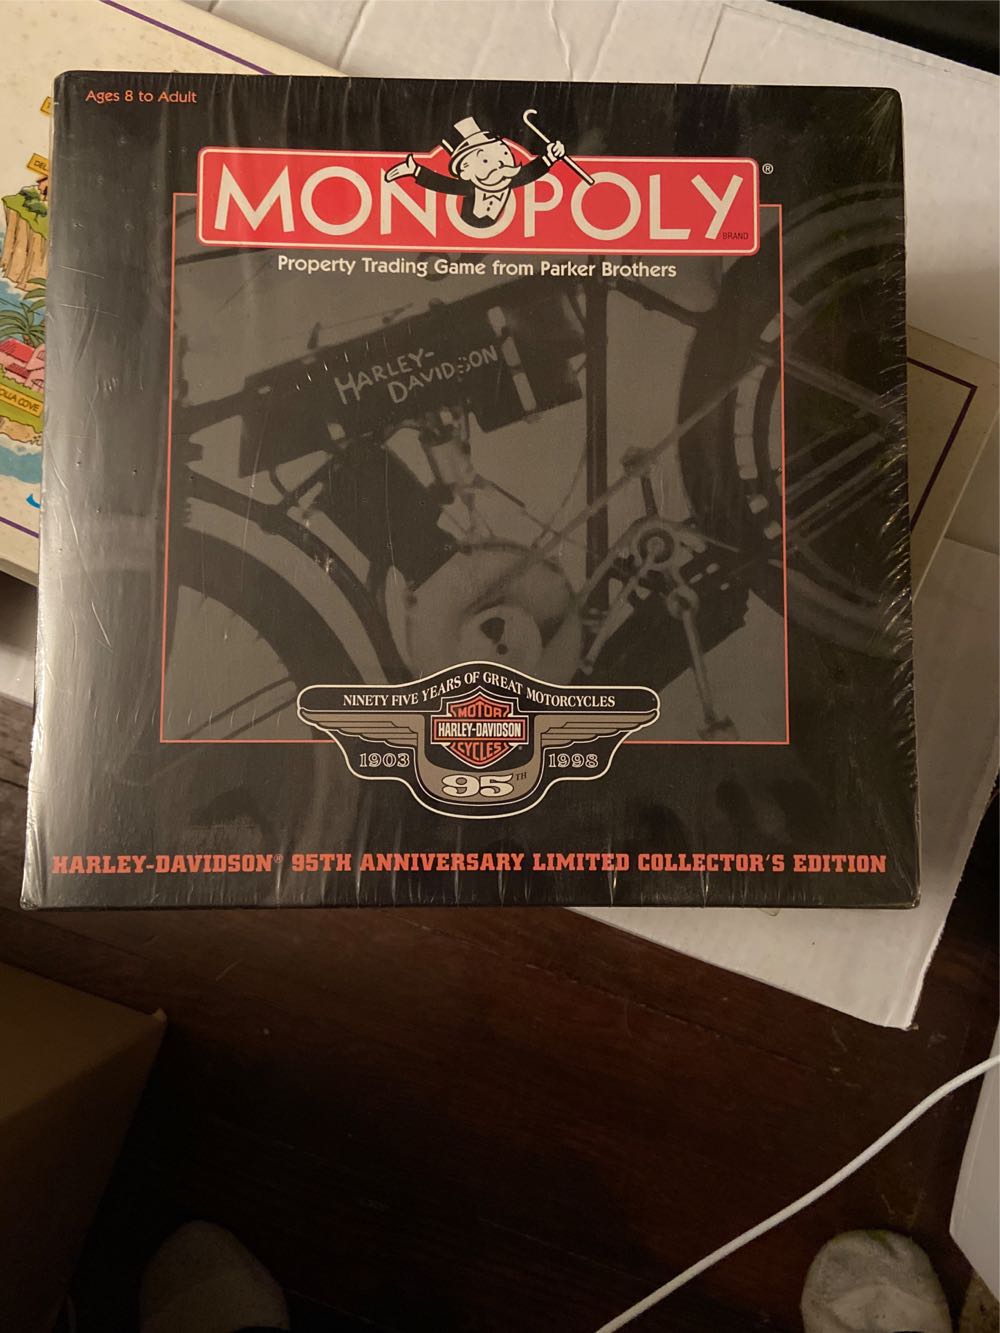 Ages 8 to Adult
MONOPOLY®
BRAND
Property Trading Game from Parker Brothers
HARLEY-
DAVIDSON
NINETY FIVE YEARS OF GREAT MOTORCYCLES
MOTOR
HARLEY-DAVIDSON
CYCLES
1903
1998
95TH
HARLEY-DAVIDSON® 95TH ANNIVERSARY LIMITED COLLECTOR'S EDITION
COVE